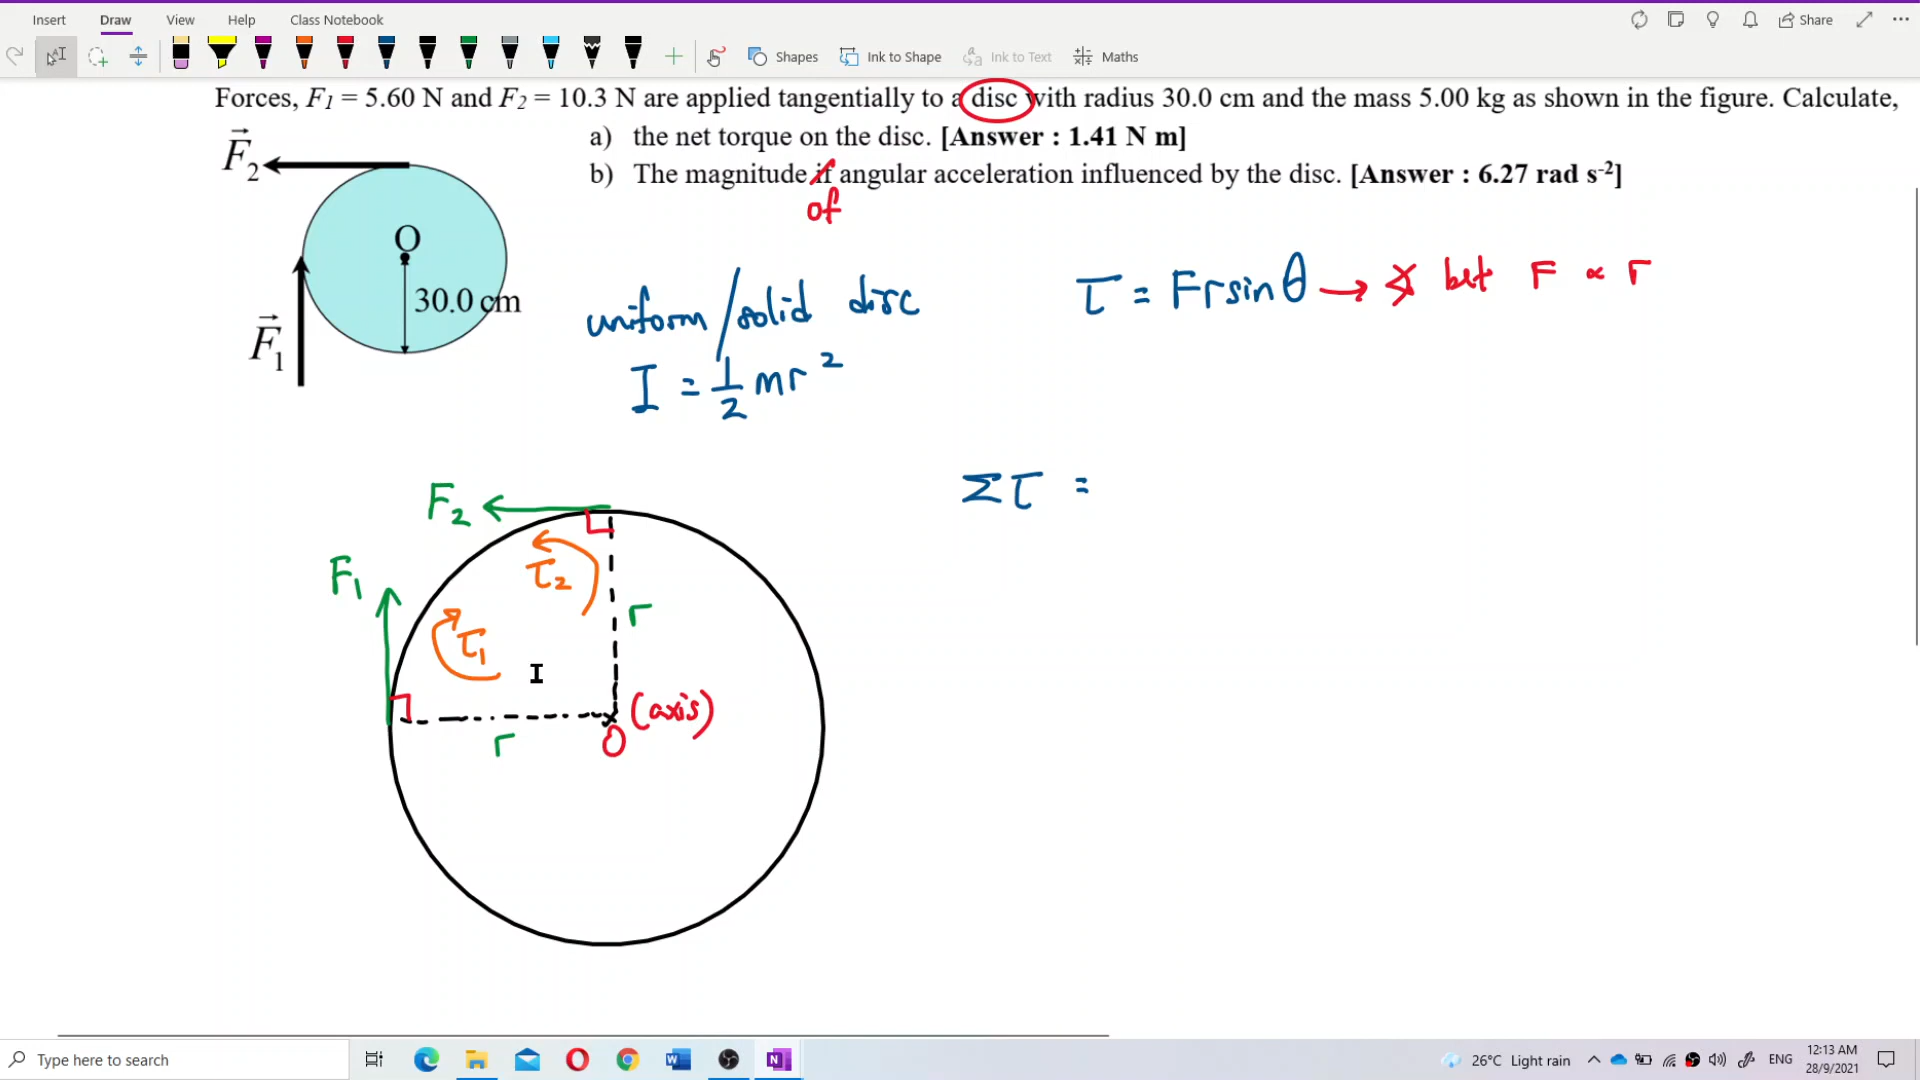 Insert Draw View Help Class Notebook Share
Shapes Ink to Shape Ink to Text Maths
Forces, F1 = 5.60 N and F2 = 10.3 N are applied tangentially to a disc with radius 30.0 cm and the mass 5.00 kg as shown in the figure. Calculate,
a) the net torque on the disc. [Answer : 1.41 N m]
b) The magnitude if angular acceleration influenced by the disc. [Answer : 6.27 rad s-2]
of
F2
O
30.0 cm
F1
uniform/solid disc
I = 1/2 mr2
τ = Fr sin θ → ∡ bet F & r
Στ =
F2
F1
τ2
τ1
r
r
(axis)
O
Type here to search
26°C Light rain
ENG
12:13 AM
28/9/2021